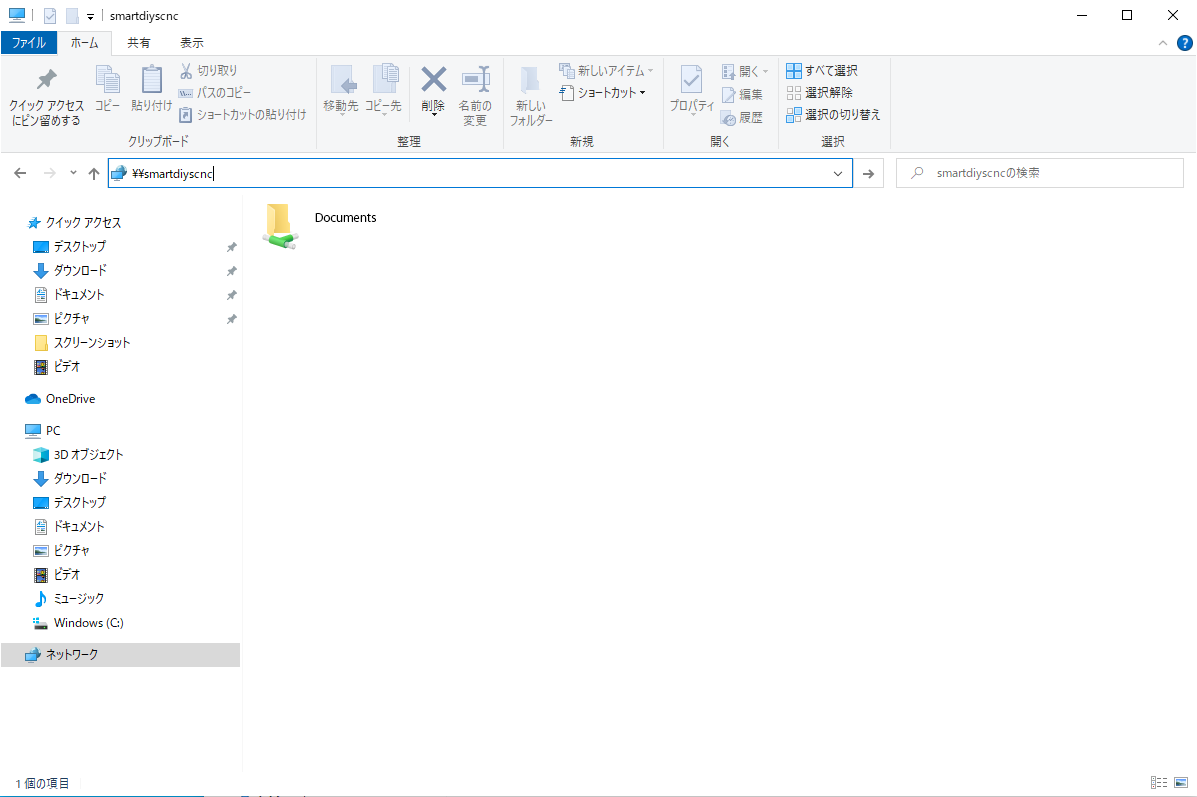 smartdiyscnc
ファイル
ホーム
共有
表示
クイック アクセス
にピン留めする
コピー
貼り付け
切り取り
パスのコピー
ショートカットの貼り付け
クリップボード
移動先
コピー先
削除
名前の
変更
整理
新しい
フォルダー
新しいアイテム
ショートカット
新規
プロパティ
開く
編集
履歴
開く
すべて選択
選択解除
選択の切り替え
選択
¥¥smartdiyscnc
smartdiyscncの検索
クイック アクセス
デスクトップ
ダウンロード
ドキュメント
ピクチャ
スクリーンショット
ビデオ
OneDrive
PC
3D オブジェクト
ダウンロード
デスクトップ
ドキュメント
ピクチャ
ビデオ
ミュージック
Windows (C:)
ネットワーク
Documents
1 個の項目